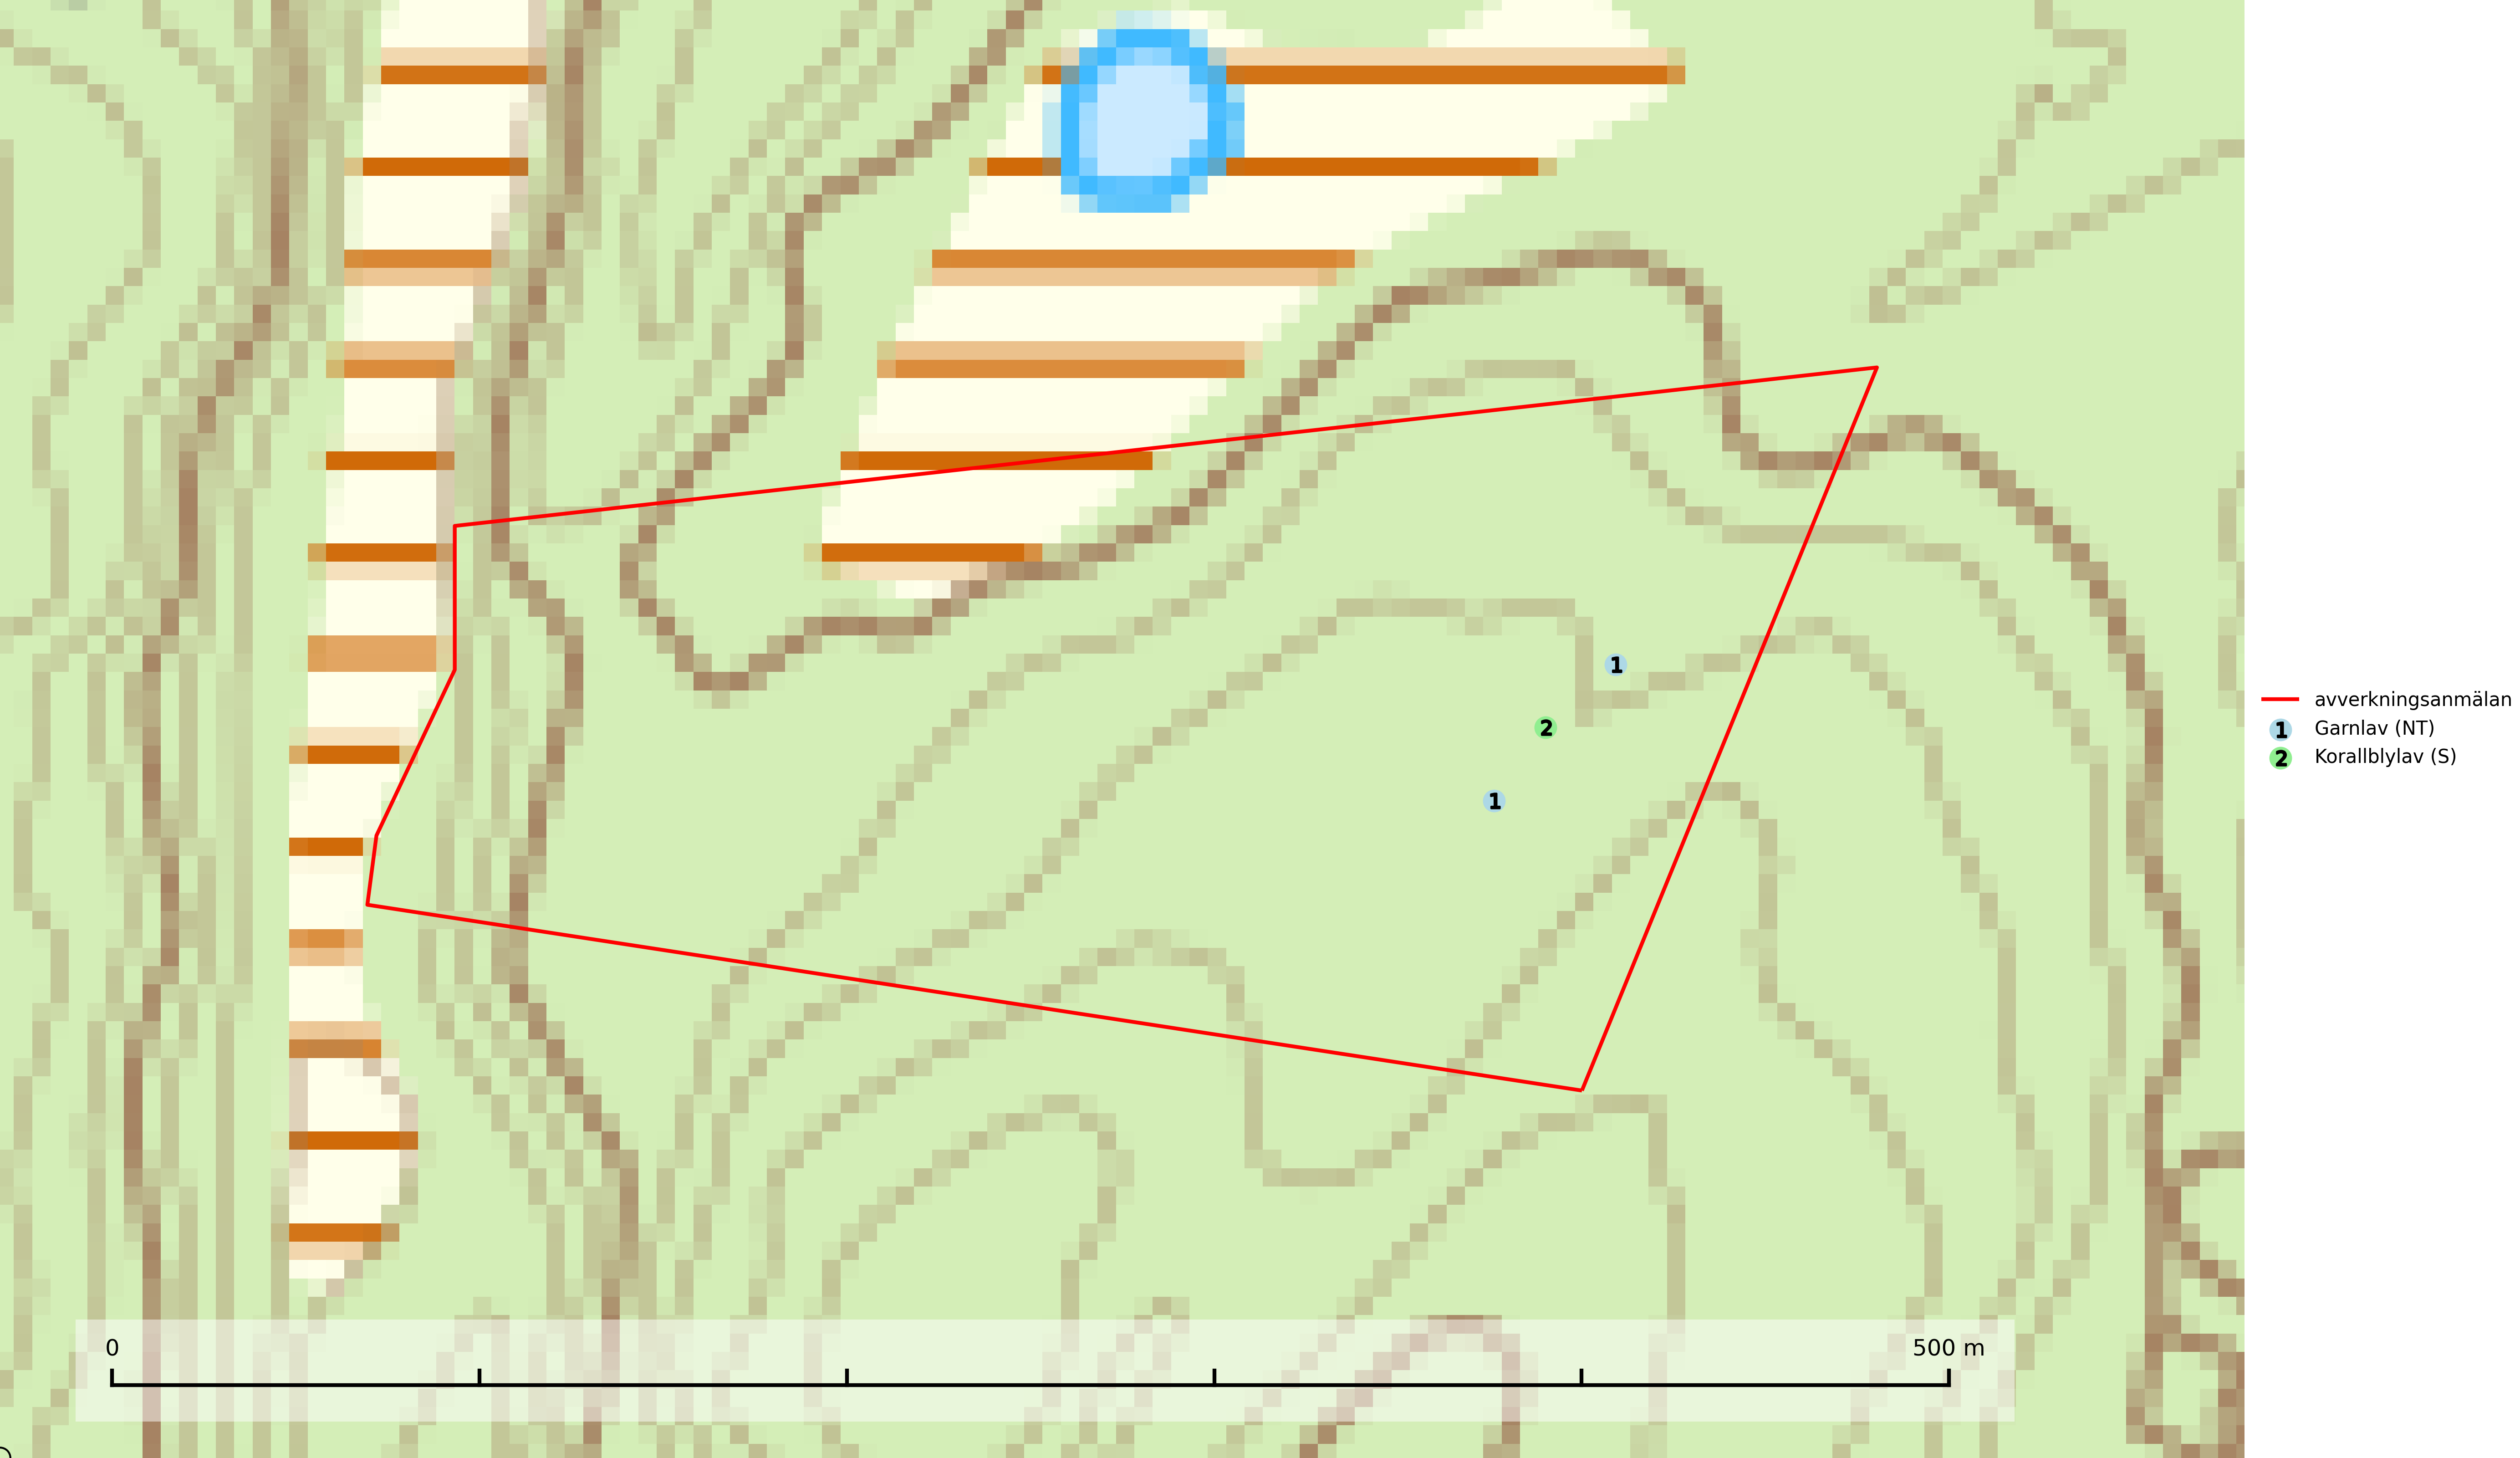 1
2
1
avverkningsanmälan
1 Garnlav (NT)
2 Korallblylav (S)
0 500 m